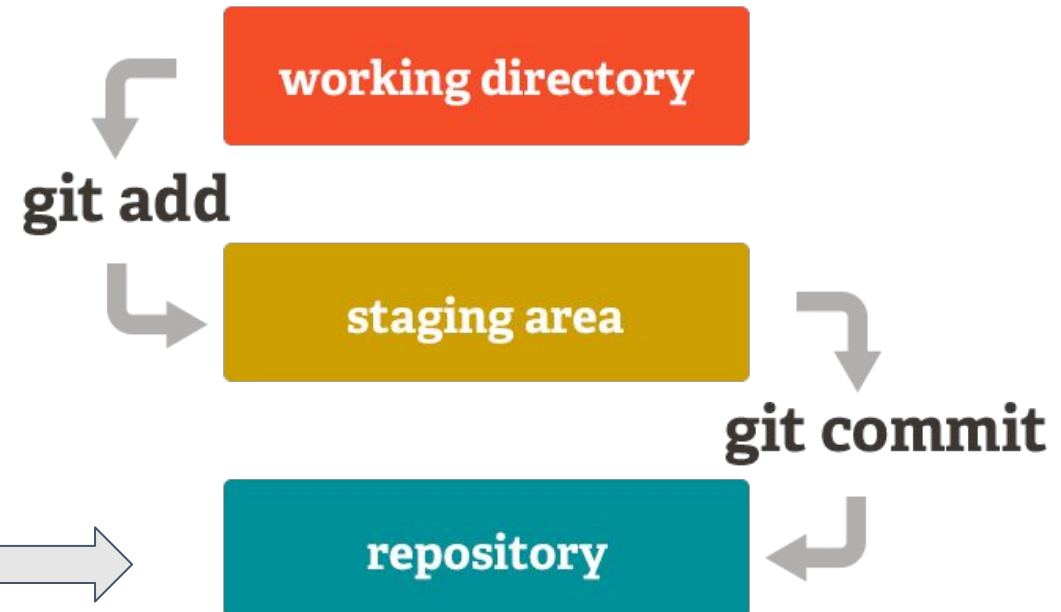 working directory
git add
staging area
git commit
repository